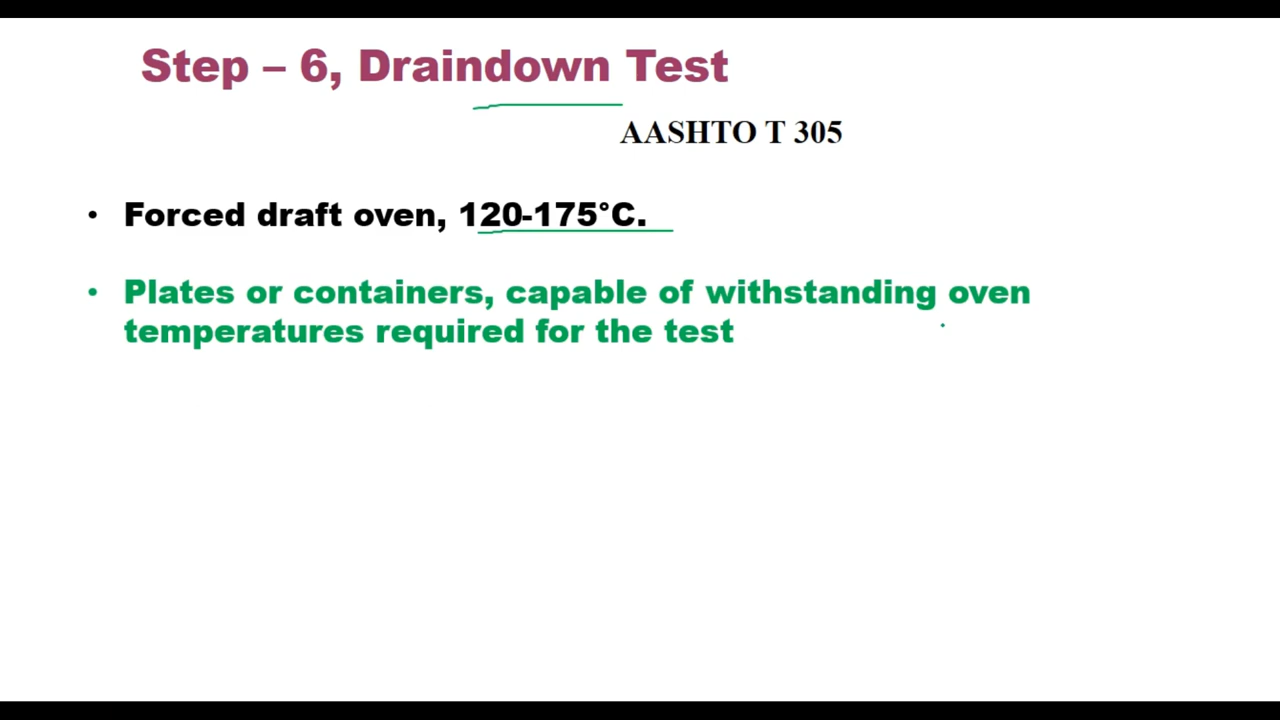 Step – 6, Draindown Test
AASHTO T 305
• Forced draft oven, 120-175°C.
• Plates or containers, capable of withstanding oven
temperatures required for the test